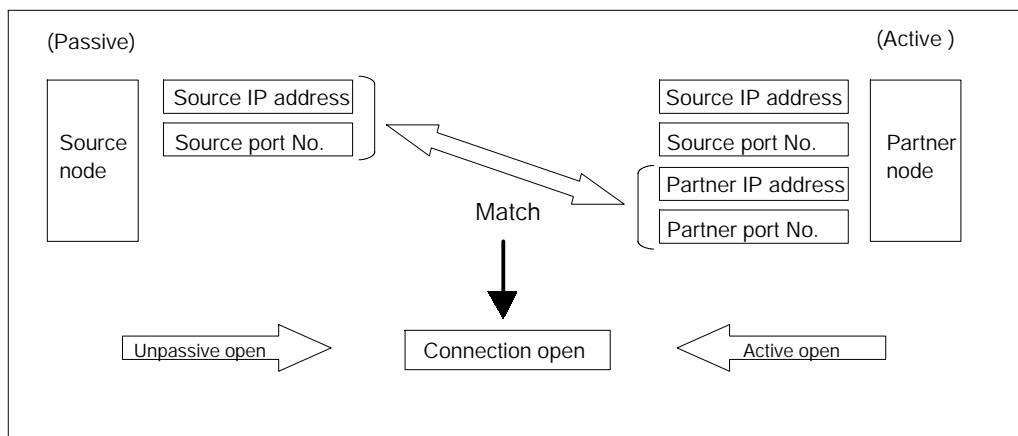 (Passive)
(Active )
Source
node
Source IP address
Source port No.
Source IP address
Source port No.
Partner IP address
Partner port No.
Partner
node
Match
Unpassive open
Connection open
Active open